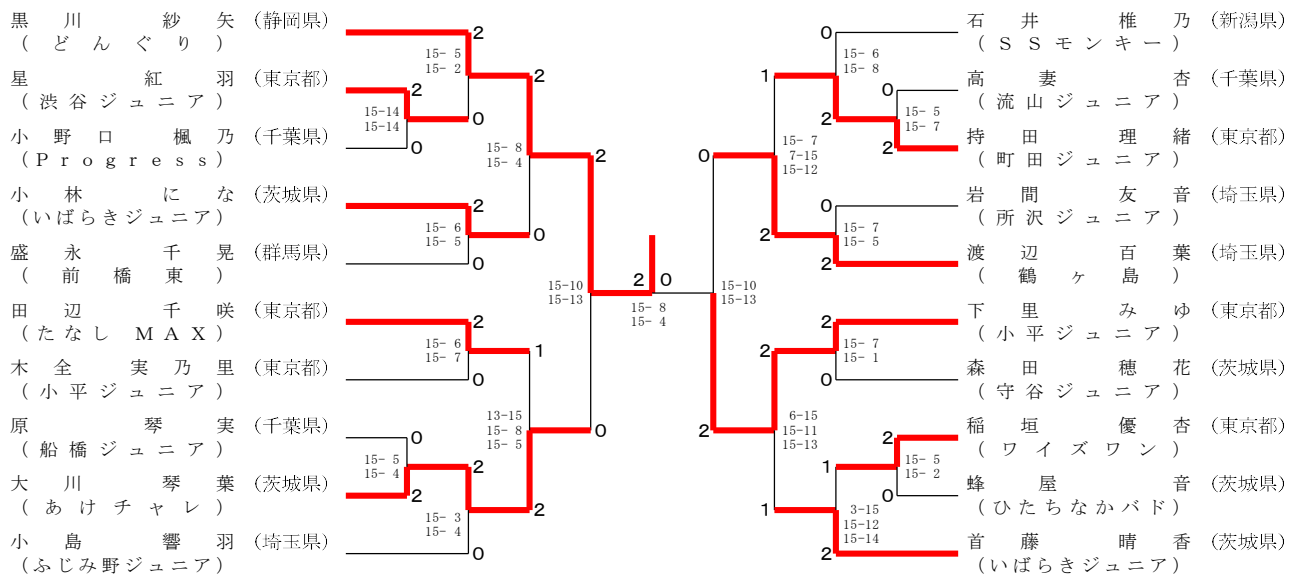 黒川 紗矢 (静岡県)
(どんぐり)
星 紅羽 (東京都)
(渋谷ジュニア)
小野口 楓乃 (千葉県)
(Progress)
小林 にな (茨城県)
(いばらきジュニア)
盛永 千晃 (群馬県)
(前橋東)
田辺 千咲 (東京都)
(たなし MAX)
木全 実乃里 (東京都)
(小平ジュニア)
原 琴実 (千葉県)
(船橋ジュニア)
大川 琴葉 (茨城県)
(あけチャレ)
小島 響羽 (埼玉県)
(ふじみ野ジュニア)
2
15- 5
15- 2
2
2
15-14
15-14
0
0
15- 8
15- 4
2
2
15- 6
15- 5
0
0
15-10
15-13
2
15- 6
15- 7
1
0
13-15
15- 8
15- 5
0
0
15- 5
15- 4
2
2
15- 3
15- 4
2
0
2 0
15- 8
15- 4
0
15- 6
15- 8
1
0
15- 5
15- 7
2
2
15- 7
7-15
15-12
0
0
15- 7
15- 5
2
2
15-10
15-13
2
15- 7
15- 1
2
0
6-15
15-11
15-13
2
2
15- 5
15- 2
1
0
3-15
15-12
15-14
1
2
石井 椎乃 (新潟県)
(SSモンキー)
高妻 杏 (千葉県)
(流山ジュニア)
持田 理緒 (東京都)
(町田ジュニア)
岩間 友音 (埼玉県)
(所沢ジュニア)
渡辺 百葉 (埼玉県)
(鶴ヶ島)
下里 みゆ (東京都)
(小平ジュニア)
森田 穂花 (茨城県)
(守谷ジュニア)
稲垣 優杏 (東京都)
(ワイズワン)
蜂屋 音 (茨城県)
(ひたちなかバド)
首藤 晴香 (茨城県)
(いばらきジュニア)